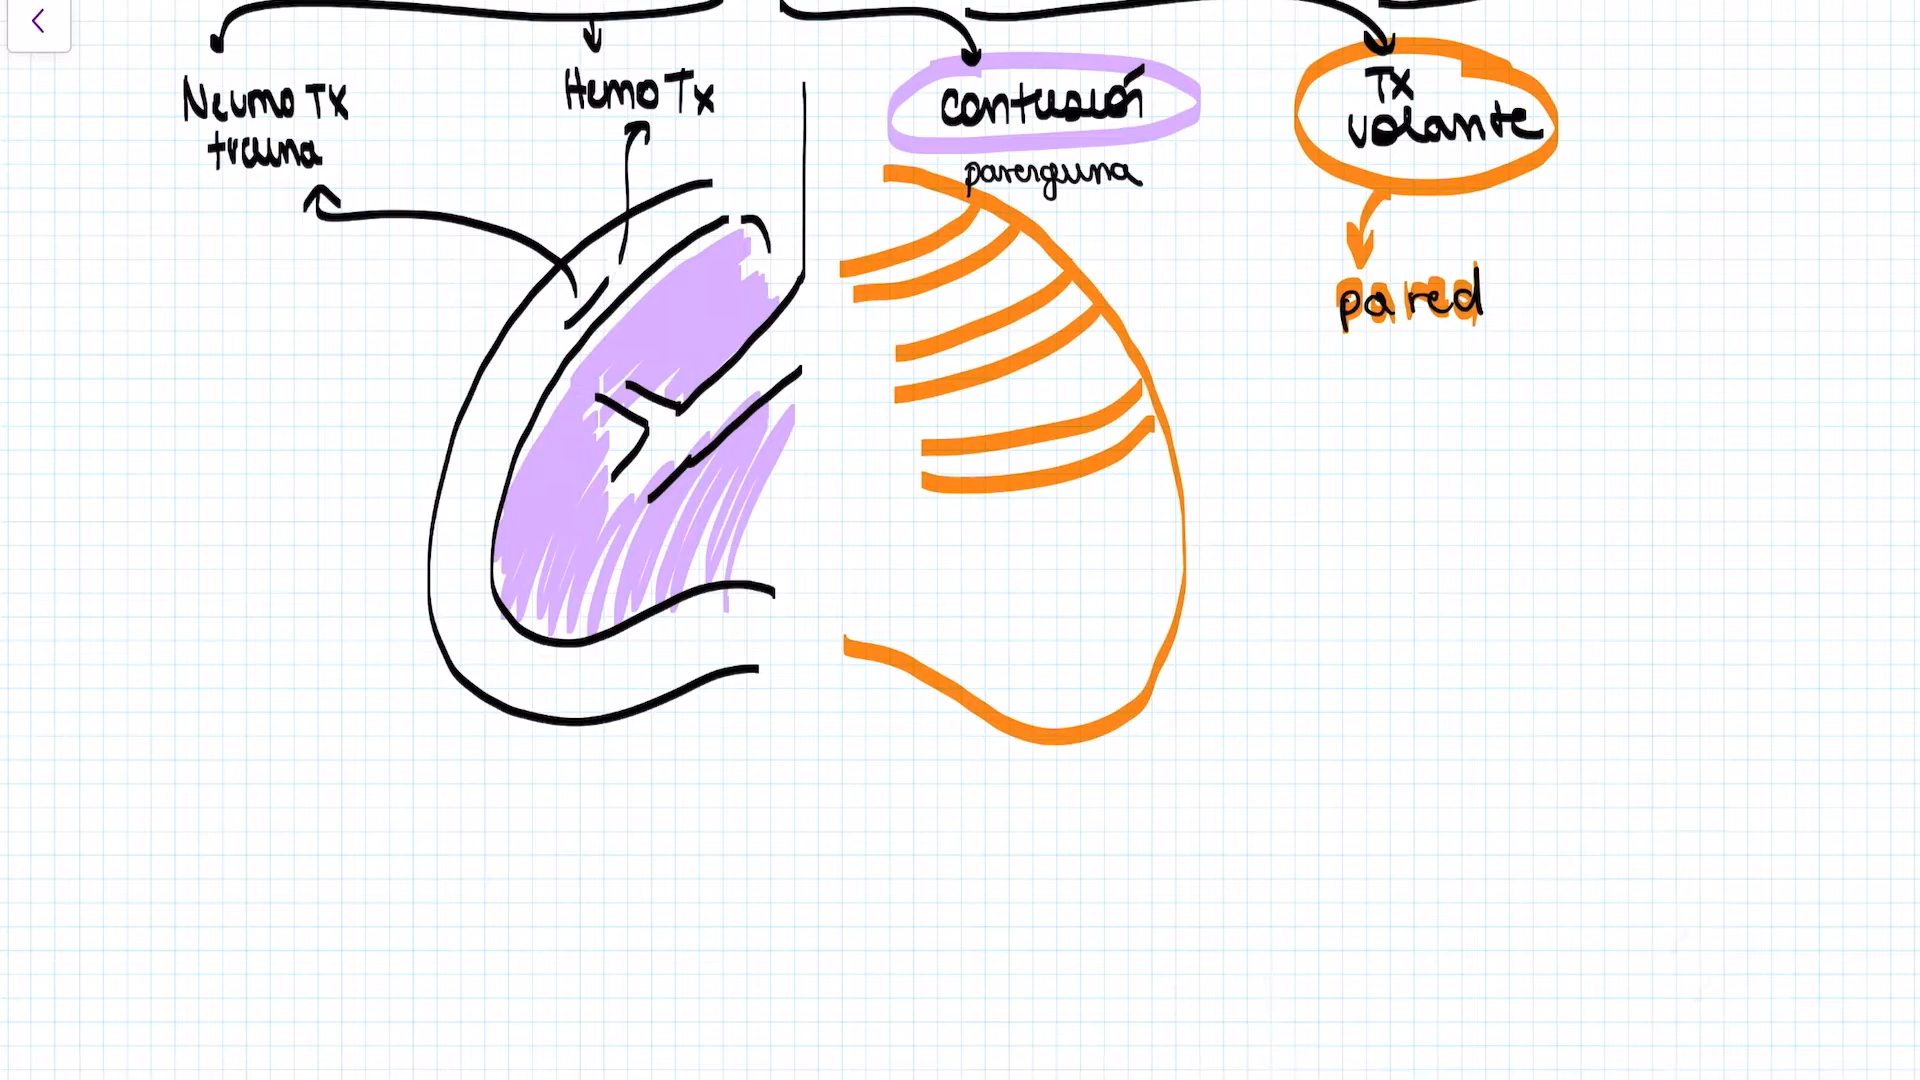 Neumo TX
trauma
Hemo Tx
contusión
parenquima
TX
volante
pared